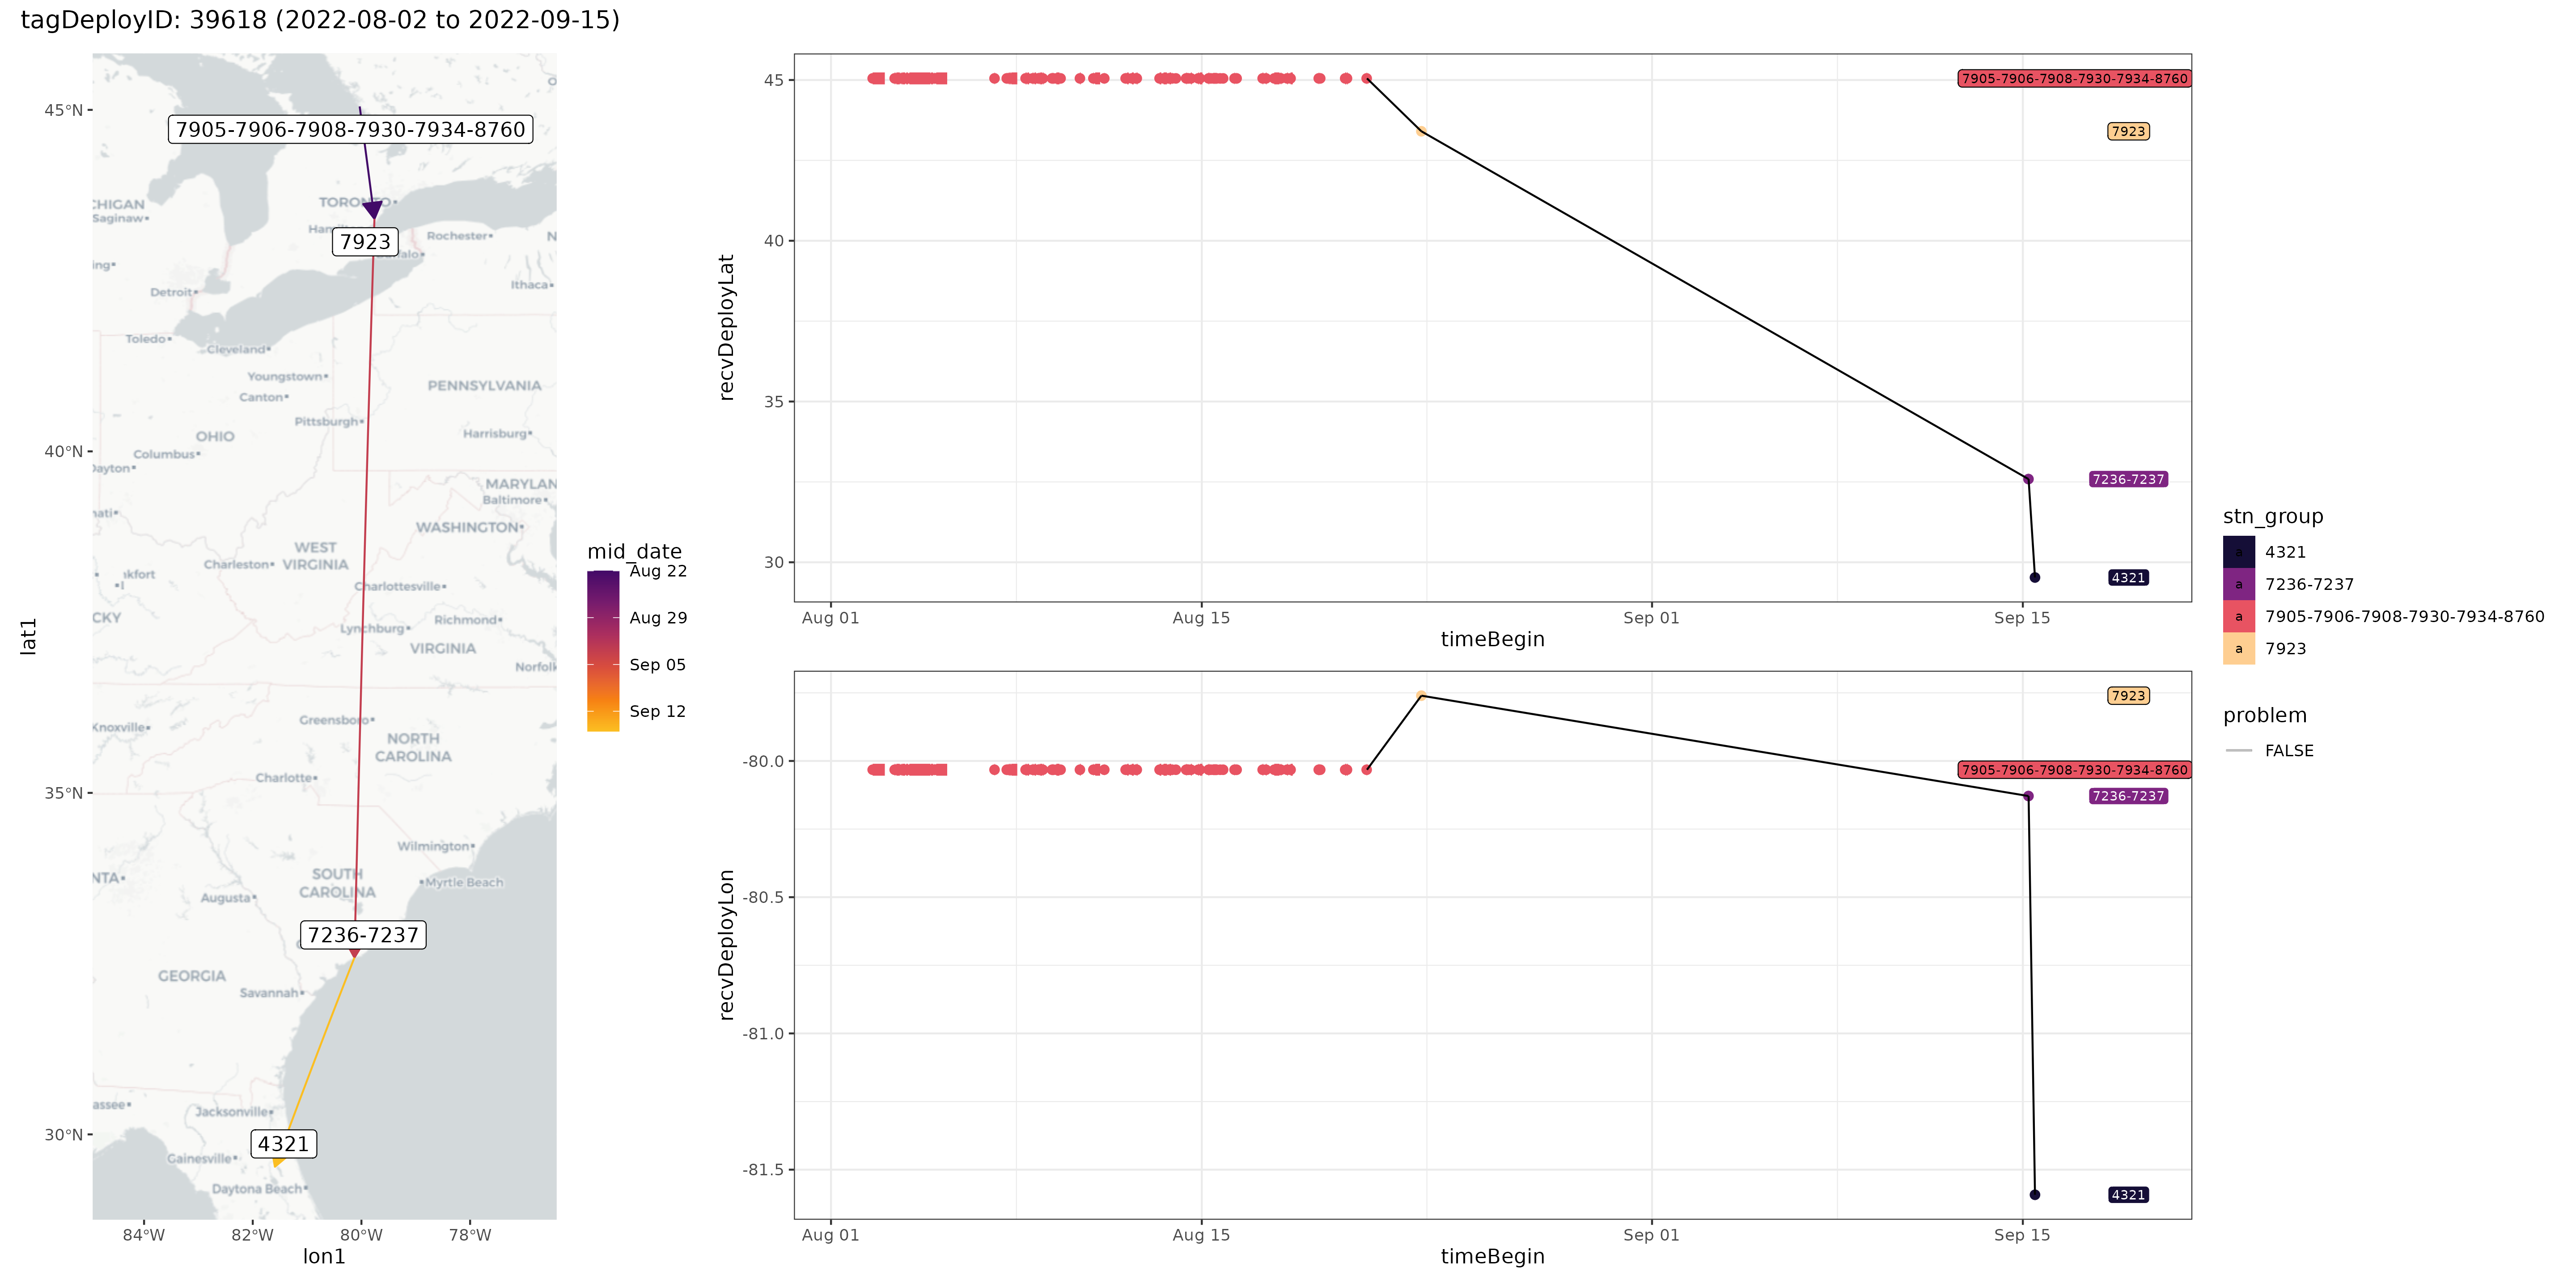 tagDeployID: 39618 (2022-08-02 to 2022-09-15)
lat1
45°N
40°N
35°N
30°N
7905-7906-7908-7930-7934-8760
CHIGAN
Saginaw
TORONTO
7923
Rochester
Ithaca
Detroit
Toledo
Cleveland
Youngstown
Canton
PENNSYLVANIA
Pittsburgh
Harrisburg
OHIO
Columbus
Dayton
MARYLAN
Baltimore
WASHINGTON
WEST
VIRGINIA
Charleston
kfort
Charlottesville
CKY
Lynchburg
Richmond
VIRGINIA
Norfolk
Knoxville
Greensboro
NORTH
CAROLINA
Charlotte
Wilmington
SOUTH
CAROLINA
NTA
Augusta
Myrtle Beach
7236-7237
GEORGIA
Savannah
assee
Jacksonville
4321
Gainesville
Daytona Beach
84°W
82°W
80°W
78°W
lon1
mid_date
Aug 22
Aug 29
Sep 05
Sep 12
recvDeployLat
45
40
35
30
7905-7906-7908-7930-7934-8760
7923
7236-7237
4321
Aug 01
Aug 15
Sep 01
Sep 15
timeBegin
recvDeployLon
-80.0
-80.5
-81.0
-81.5
7923
7905-7906-7908-7930-7934-8760
7236-7237
4321
Aug 01
Aug 15
Sep 01
Sep 15
timeBegin
stn_group
a 4321
a 7236-7237
a 7905-7906-7908-7930-7934-8760
a 7923
problem
FALSE